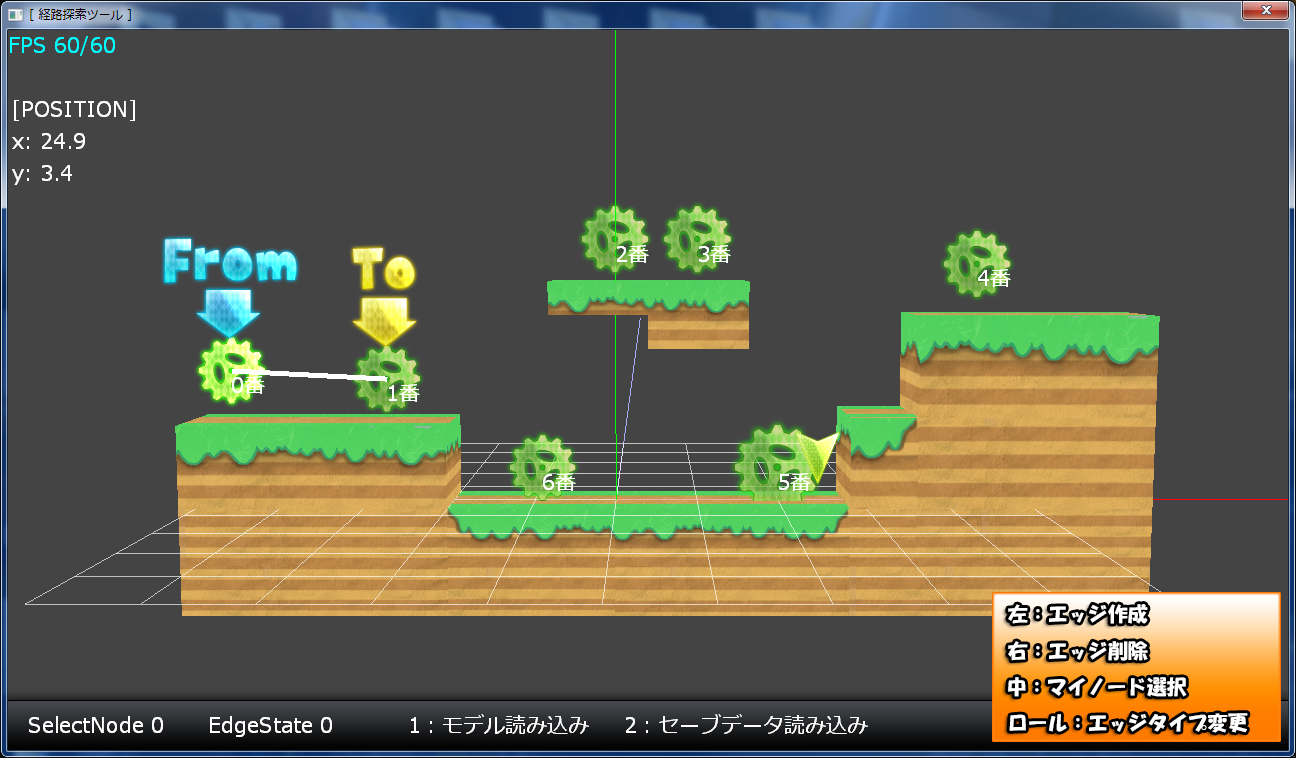 [ 経路探索ツール ]
FPS 60/60
[POSITION]
x: 24.9
y: 3.4
2番
3番
From
To
4番
0番
1番
6番
5番
左：エッジ作成
右：エッジ削除
中：マイノード選択
ロール：エッジタイプ変更
SelectNode 0
EdgeState 0
1：モデル読み込み
2：セーブデータ読み込み